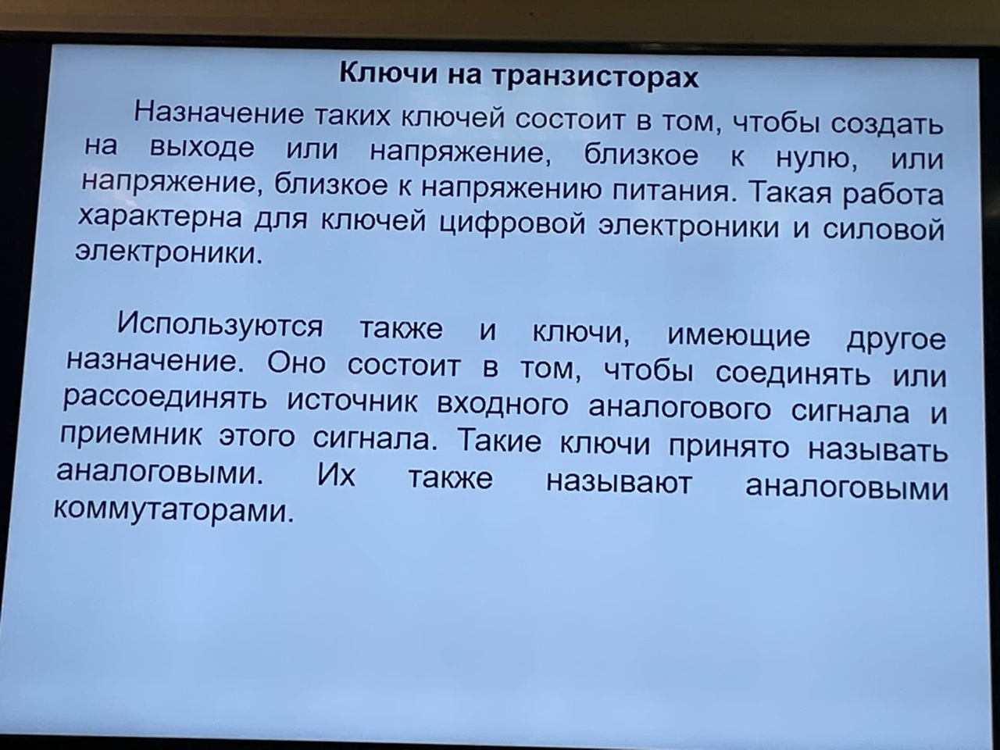 Ключи на транзисторах
Назначение таких ключей состоит в том, чтобы создать
на выходе или напряжение, близкое к нулю, или
напряжение, близкое к напряжению питания. Такая работа
характерна для ключей цифровой электроники и силовой
электроники.
Используются также и ключи, имеющие другое
назначение. Оно состоит в том, чтобы соединять или
рассоединять источник входного аналогового сигнала и
приемник этого сигнала. Такие ключи принято называть
аналоговыми. Их также называют аналоговыми
коммутаторами.